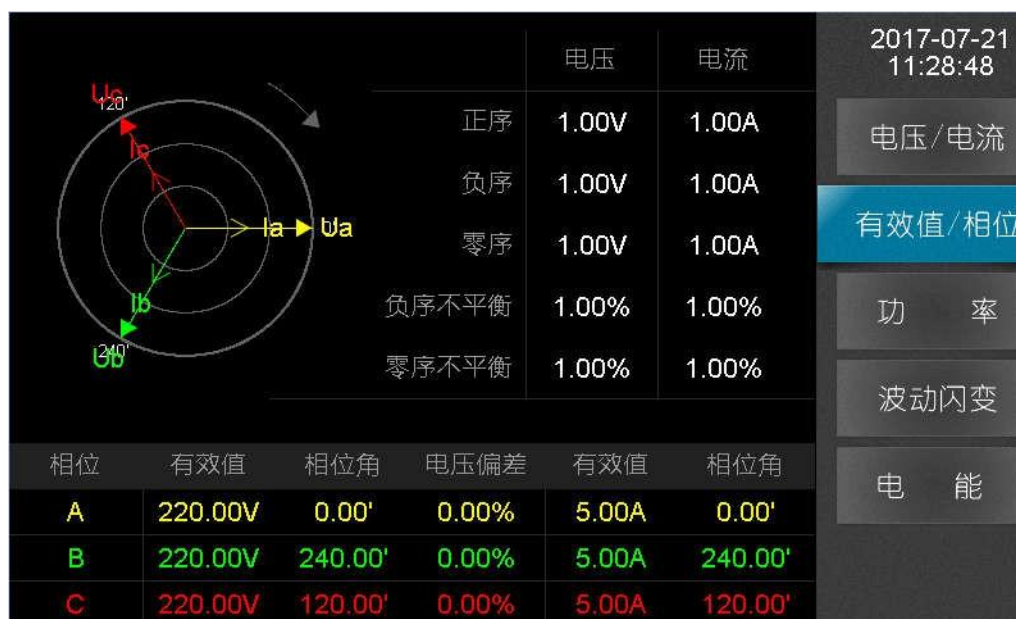 2017-07-21
11:28:48
电压 电流
正序 1.00V 1.00A
负序 1.00V 1.00A
零序 1.00V 1.00A
负序不平衡 1.00% 1.00%
零序不平衡 1.00% 1.00%
Uc
120'
Ic
Ia
Ua
Ib
240'
Ub
相位 有效值 相位角 电压偏差 有效值 相位角
A 220.00V 0.00' 0.00% 5.00A 0.00'
B 220.00V 240.00' 0.00% 5.00A 240.00'
C 220.00V 120.00' 0.00% 5.00A 120.00'
电压/电流
有效值/相位
功 率
波动闪变
电 能